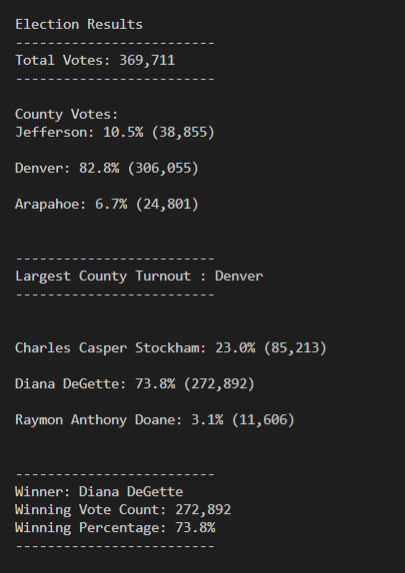 Election Results
-------------------------
Total Votes: 369,711
-------------------------
County Votes:
Jefferson: 10.5% (38,855)
Denver: 82.8% (306,055)
Arapahoe: 6.7% (24,801)
-------------------------
Largest County Turnout : Denver
-------------------------
Charles Casper Stockham: 23.0% (85,213)
Diana DeGette: 73.8% (272,892)
Raymon Anthony Doane: 3.1% (11,606)
-------------------------
Winner: Diana DeGette
Winning Vote Count: 272,892
Winning Percentage: 73.8%
-------------------------